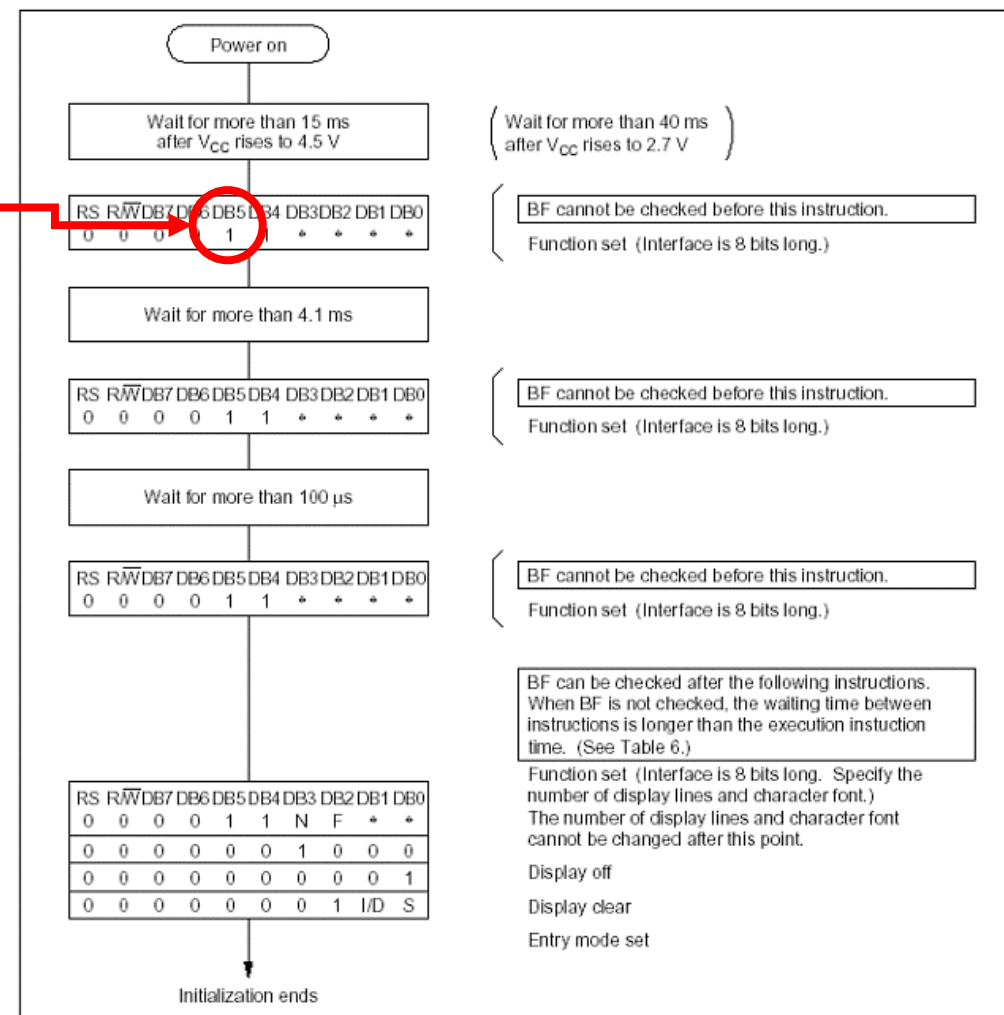 Power on
Wait for more than 15 ms
after VCC rises to 4.5 V
Wait for more than 40 ms
after VCC rises to 2.7 V
RS R/W DB7 DB6 DB5 DB4 DB3 DB2 DB1 DB0
0 0 0 0 1 1 * * * *
BF cannot be checked before this instruction.
Function set (Interface is 8 bits long.)
Wait for more than 4.1 ms
RS R/W DB7 DB6 DB5 DB4 DB3 DB2 DB1 DB0
0 0 0 0 1 1 * * * *
BF cannot be checked before this instruction.
Function set (Interface is 8 bits long.)
Wait for more than 100 μs
RS R/W DB7 DB6 DB5 DB4 DB3 DB2 DB1 DB0
0 0 0 0 1 1 * * * *
BF cannot be checked before this instruction.
Function set (Interface is 8 bits long.)
BF can be checked after the following instructions.
When BF is not checked, the waiting time between
instructions is longer than the execution instuction
time. (See Table 6.)
RS R/W DB7 DB6 DB5 DB4 DB3 DB2 DB1 DB0
0 0 0 0 1 1 N F * *
0 0 0 0 0 0 1 0 0 0
0 0 0 0 0 0 0 0 0 1
0 0 0 0 0 0 0 1 I/D S
Function set (Interface is 8 bits long. Specify the
number of display lines and character font.)
The number of display lines and character font
cannot be changed after this point.
Display off
Display clear
Entry mode set
Initialization ends